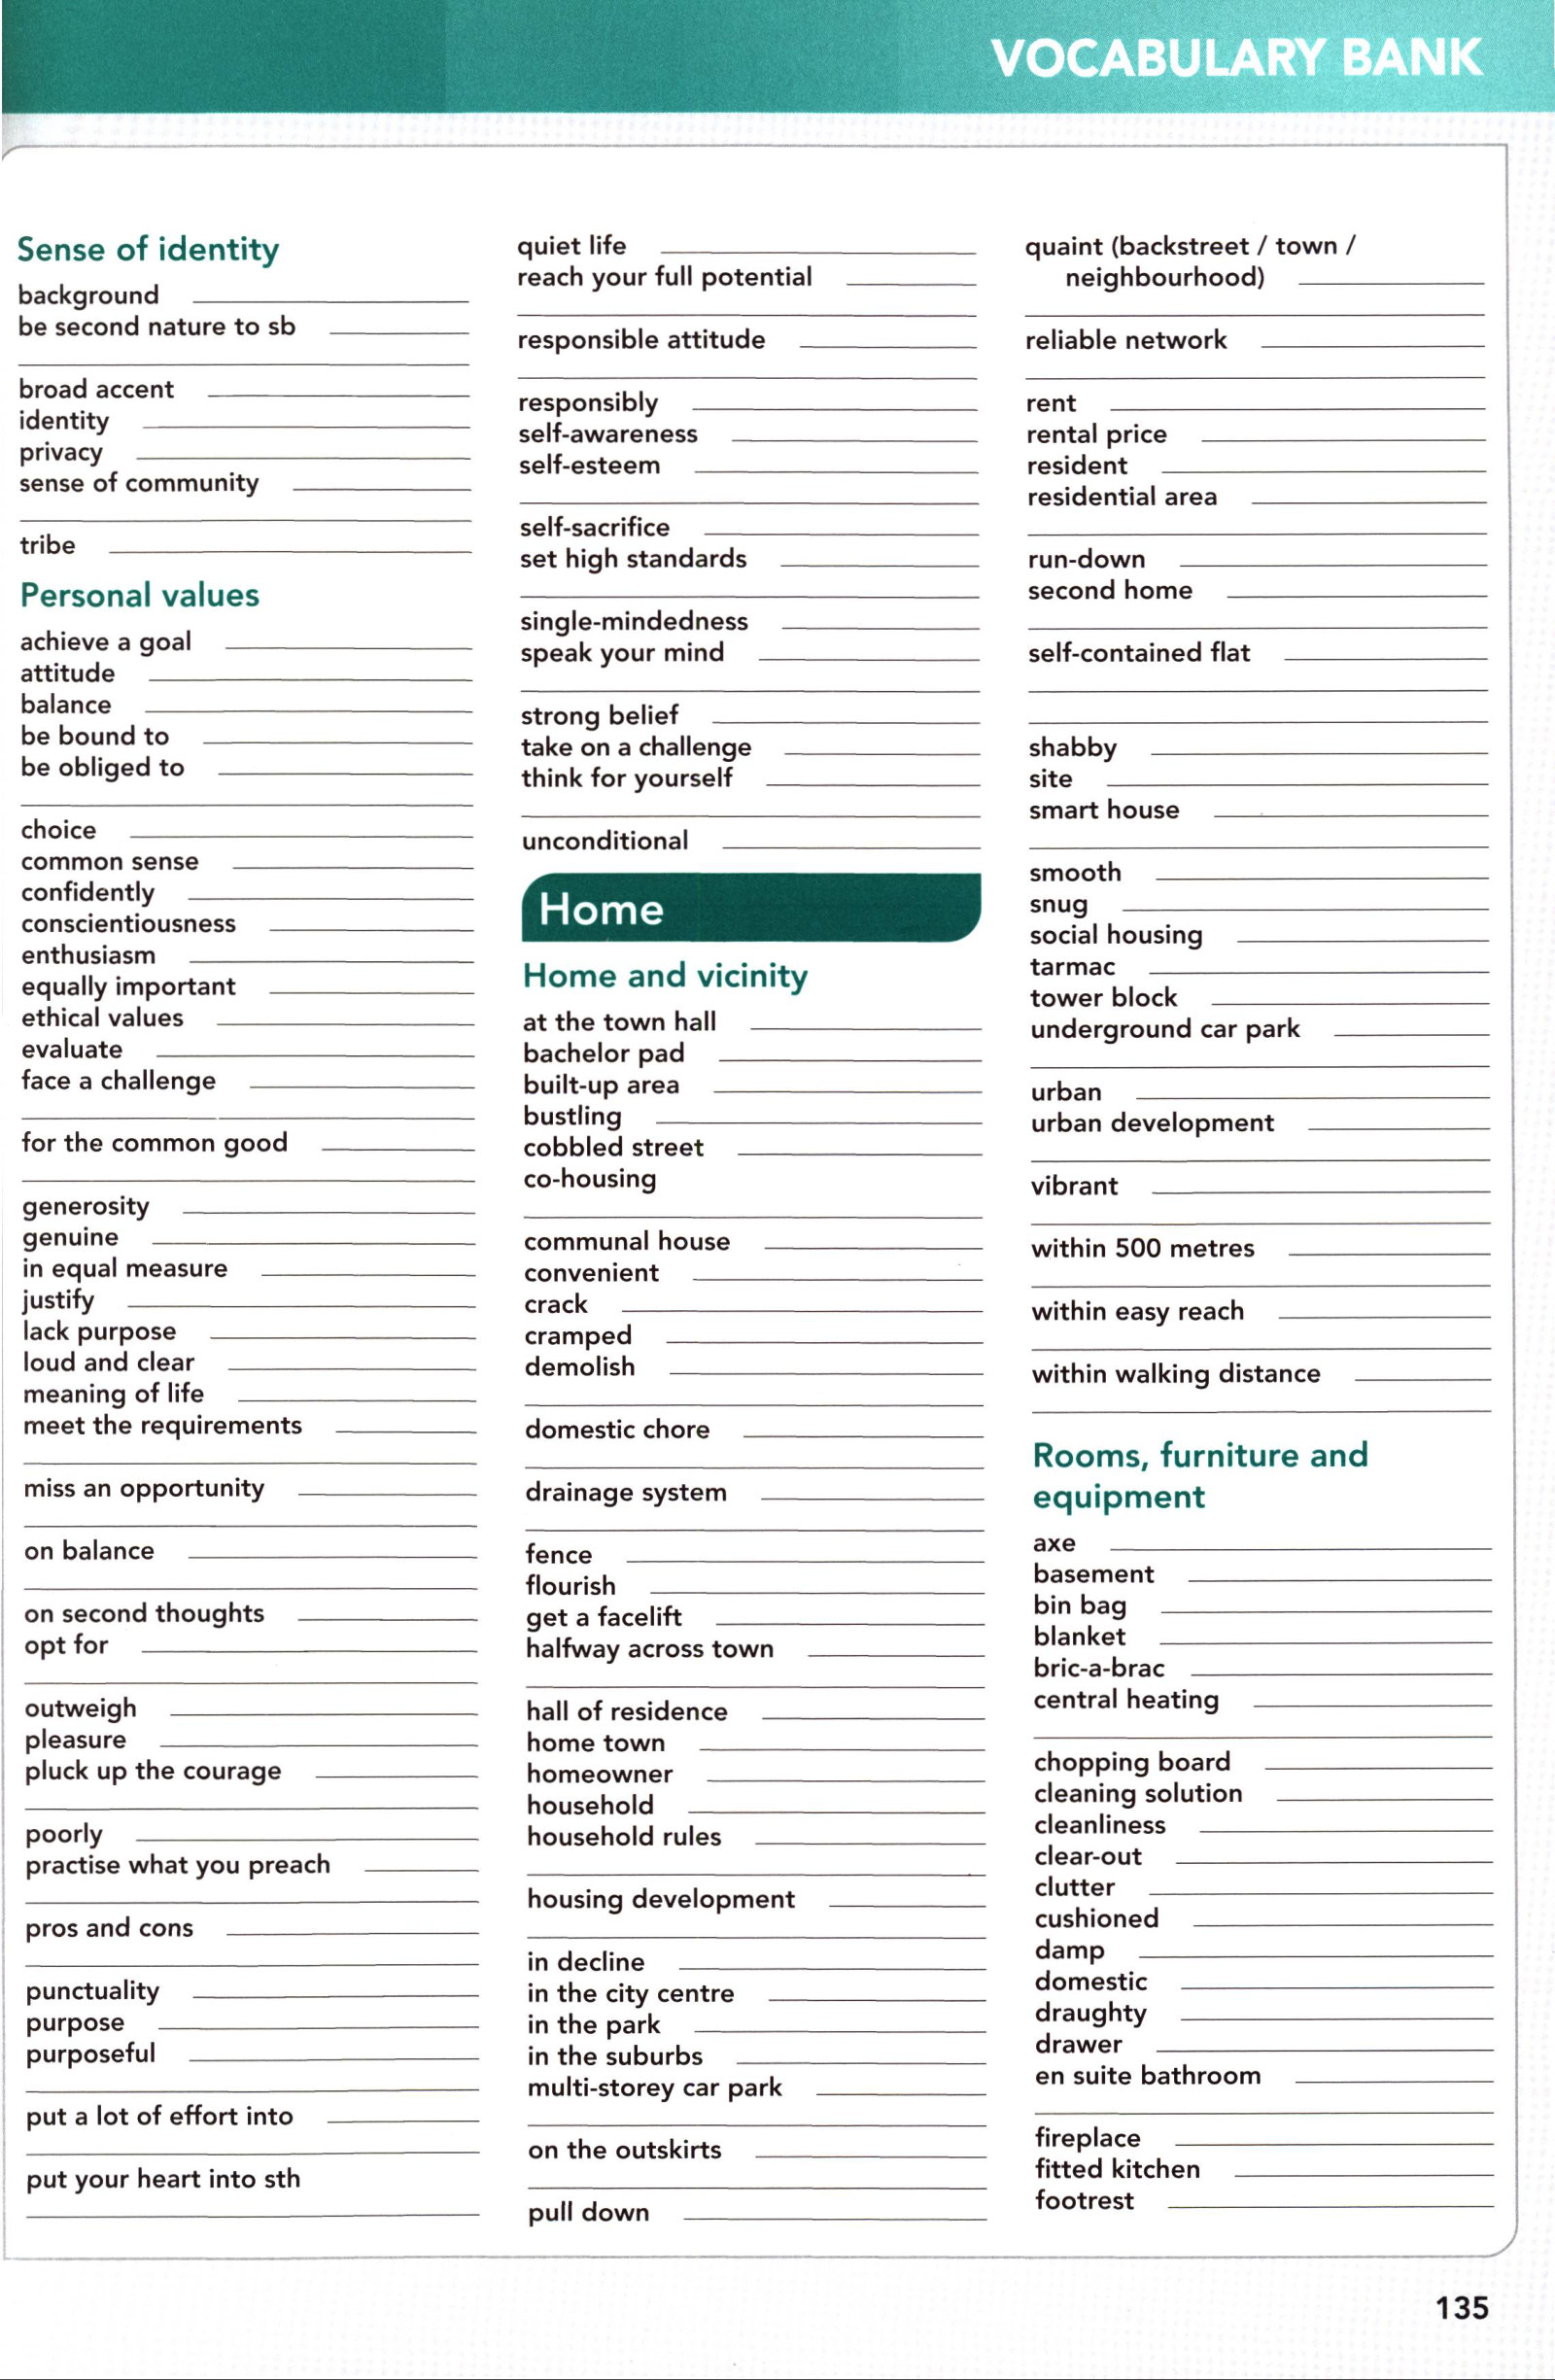 VOCABULARY BANK
Sense of identity
background
be second nature to sb
broad accent
identity
privacy
sense of community
tribe
Personal values
achieve a goal
attitude
balance
be bound to
be obliged to
choice
common sense
confidently
conscientiousness
enthusiasm
equally important
ethical values
evaluate
face a challenge
for the common good
generosity
genuine
in equal measure
justify
lack purpose
loud and clear
meaning of life
meet the requirements
miss an opportunity
on balance
on second thoughts
opt for
outweigh
pleasure
pluck up the courage
poorly
practise what you preach
pros and cons
punctuality
purpose
purposeful
put a lot of effort into
put your heart into sth
quiet life
reach your full potential
responsible attitude
responsibly
self-awareness
self-esteem
self-sacrifice
set high standards
single-mindedness
speak your mind
strong belief
take on a challenge
think for yourself
unconditional
Home
Home and vicinity
at the town hall
bachelor pad
built-up area
bustling
cobbled street
co-housing
communal house
convenient
crack
cramped
demolish
domestic chore
drainage system
fence
flourish
get a facelift
halfway across town
hall of residence
home town
homeowner
household
household rules
housing development
in decline
in the city centre
in the park
in the suburbs
multi-storey car park
on the outskirts
pull down
quaint (backstreet / town /
neighbourhood)
reliable network
rent
rental price
resident
residential area
run-down
second home
self-contained flat
shabby
site
smart house
smooth
snug
social housing
tarmac
tower block
underground car park
urban
urban development
vibrant
within 500 metres
within easy reach
within walking distance
Rooms, furniture and
equipment
axe
basement
bin bag
blanket
bric-a-brac
central heating
chopping board
cleaning solution
cleanliness
clear-out
clutter
cushioned
damp
domestic
draughty
drawer
en suite bathroom
fireplace
fitted kitchen
footrest
135